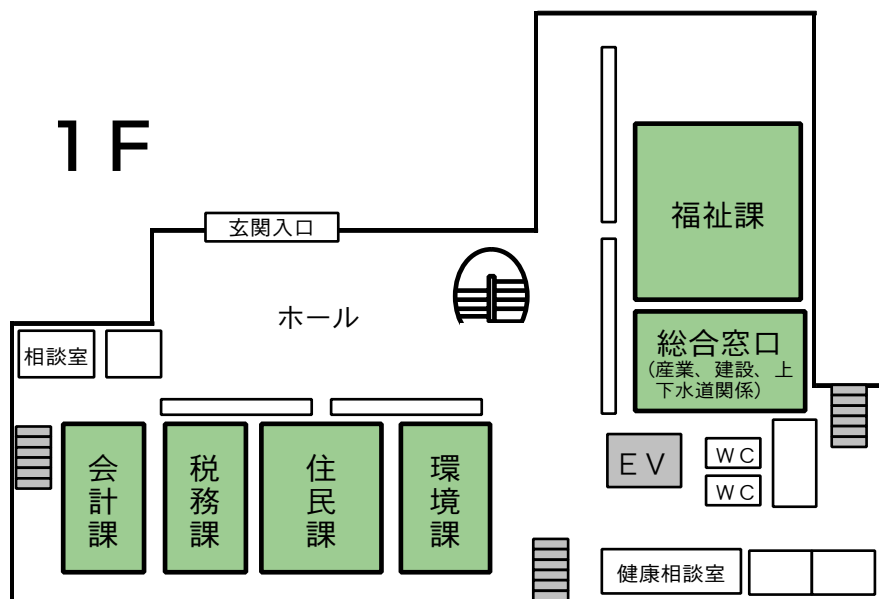 １Ｆ
玄関入口
福祉課
ホール
相談室
総合窓口
（産業、建設、上
下水道関係）
会計課
税務課
住民課
環境課
ＥＶ
ＷＣ
ＷＣ
健康相談室